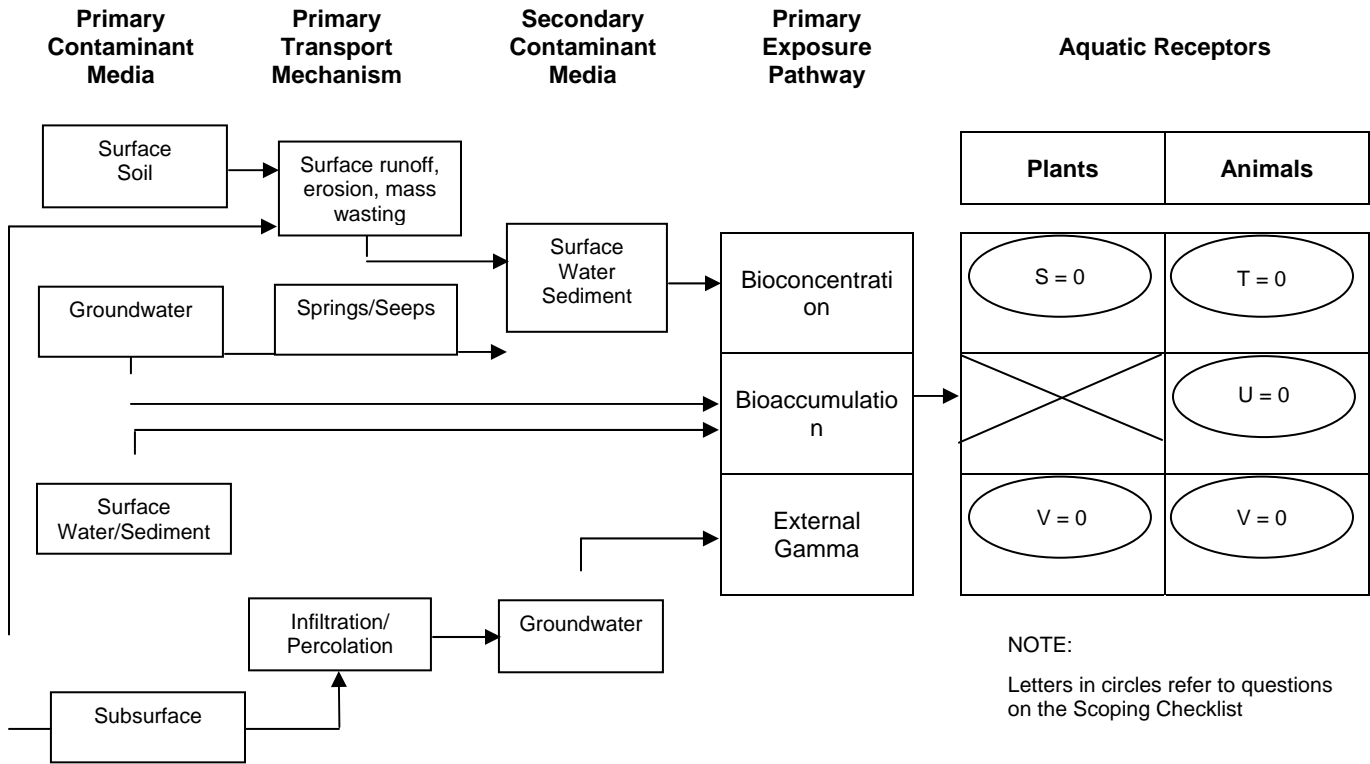 Primary
Contaminant
Media
Primary
Transport
Mechanism
Secondary
Contaminant
Media
Primary
Exposure
Pathway
Aquatic Receptors
Surface
Soil
Surface runoff,
erosion, mass
wasting
Plants
Animals
Surface
Water
Sediment
Bioconcentrati
on
S = 0
T = 0
Groundwater
Springs/Seeps
Bioaccumulatio
n
U = 0
Surface
Water/Sediment
External
Gamma
V = 0
V = 0
Infiltration/
Percolation
Groundwater
NOTE:
Letters in circles refer to questions
on the Scoping Checklist
Subsurface